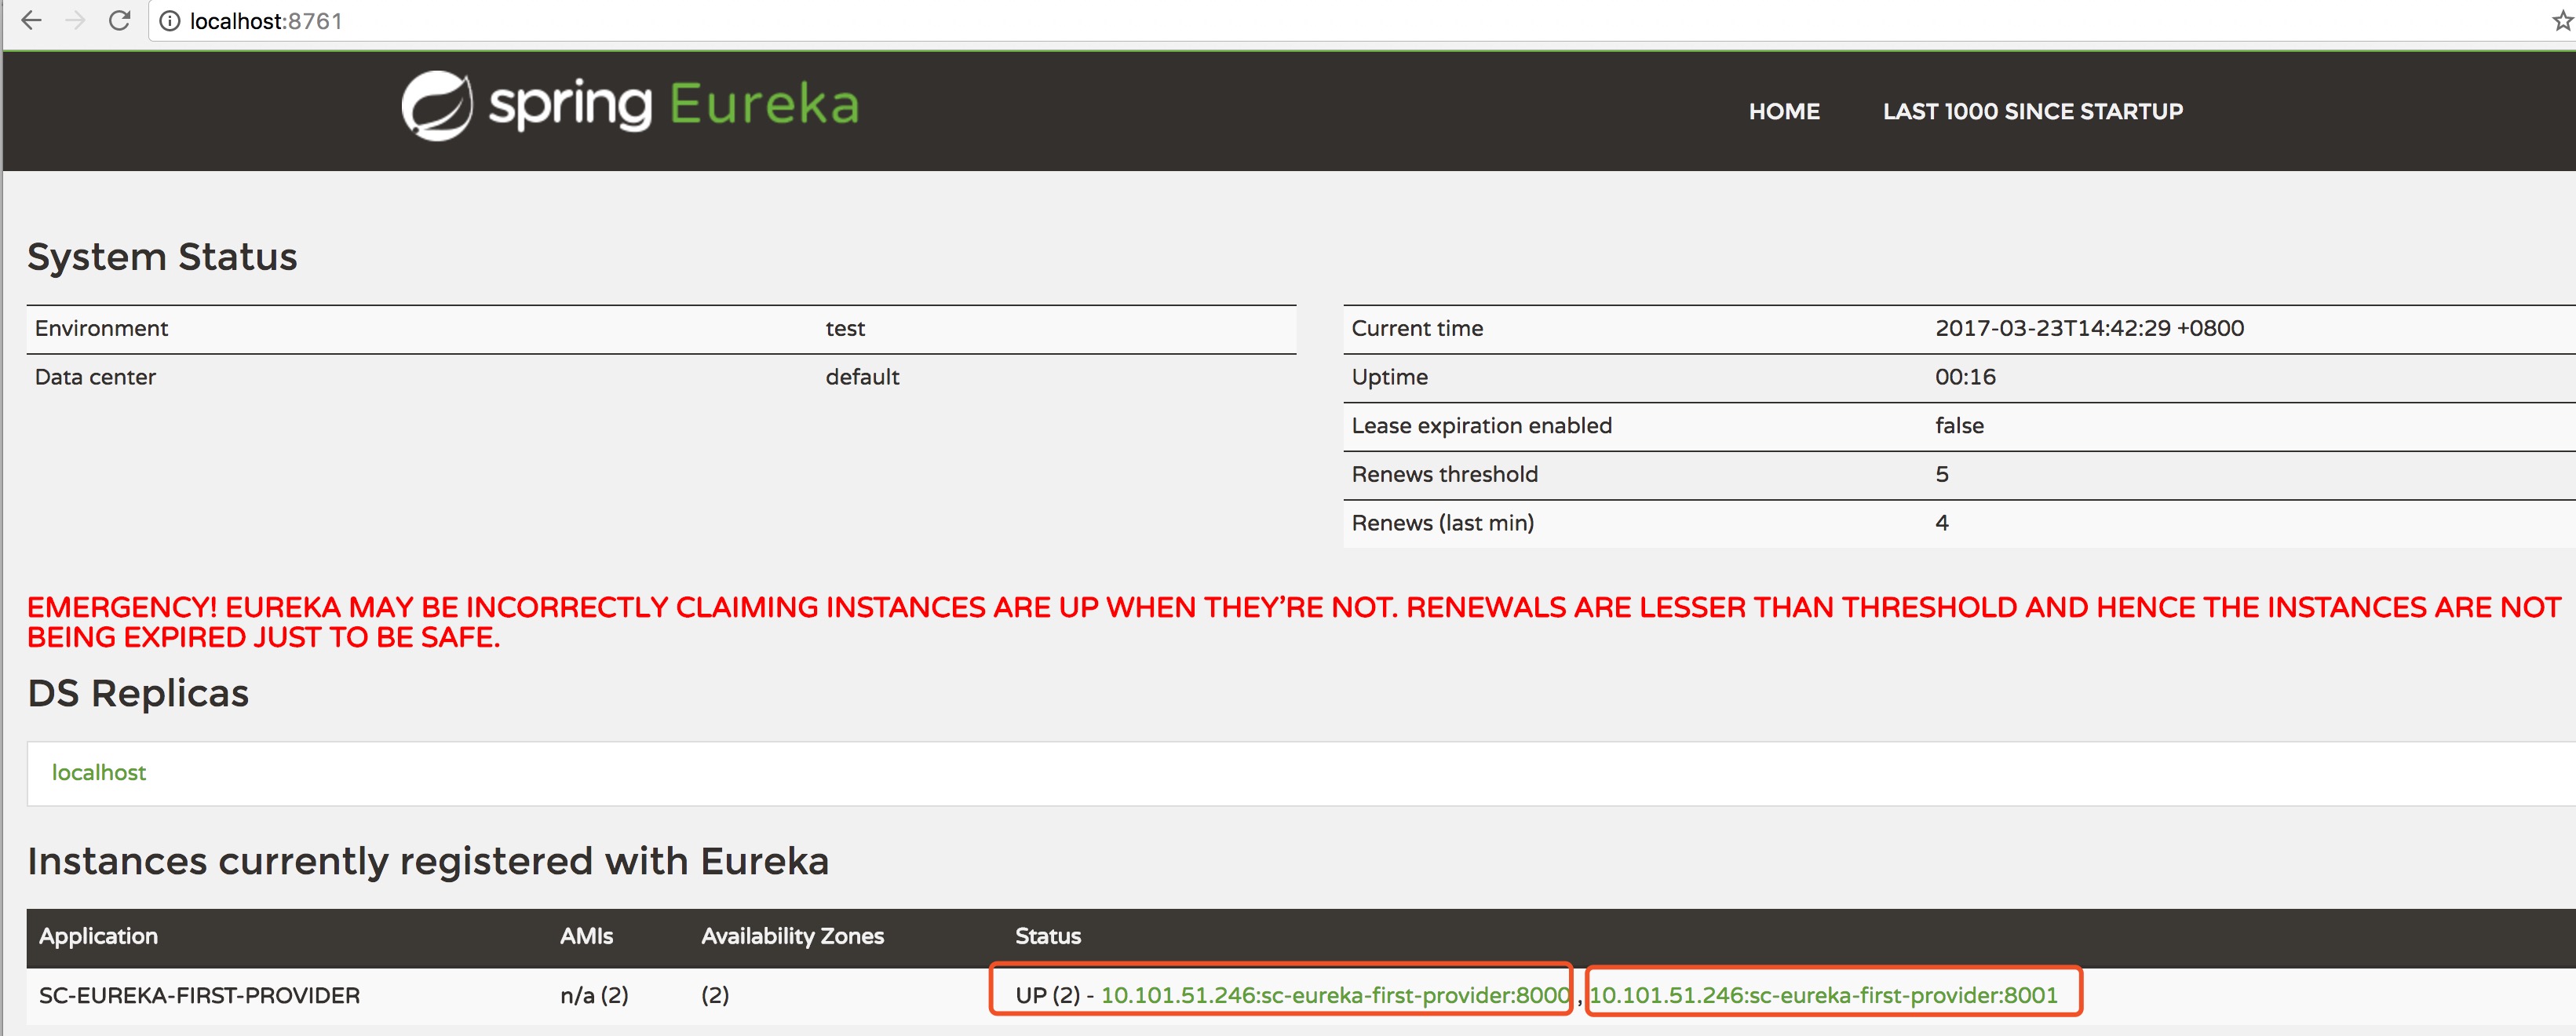 localhost:8761
spring Eureka
HOME LAST 1000 SINCE STARTUP
System Status
Environment test
Data center default
Current time 2017-03-23T14:42:29 +0800
Uptime 00:16
Lease expiration enabled false
Renews threshold 5
Renews (last min) 4
EMERGENCY! EUREKA MAY BE INCORRECTLY CLAIMING INSTANCES ARE UP WHEN THEY'RE NOT. RENEWALS ARE LESSER THAN THRESHOLD AND HENCE THE INSTANCES ARE NOT
BEING EXPIRED JUST TO BE SAFE.
DS Replicas
localhost
Instances currently registered with Eureka
Application AMIs Availability Zones Status
SC-EUREKA-FIRST-PROVIDER n/a (2) (2) UP (2) - 10.101.51.246:sc-eureka-first-provider:8000 , 10.101.51.246:sc-eureka-first-provider:8001